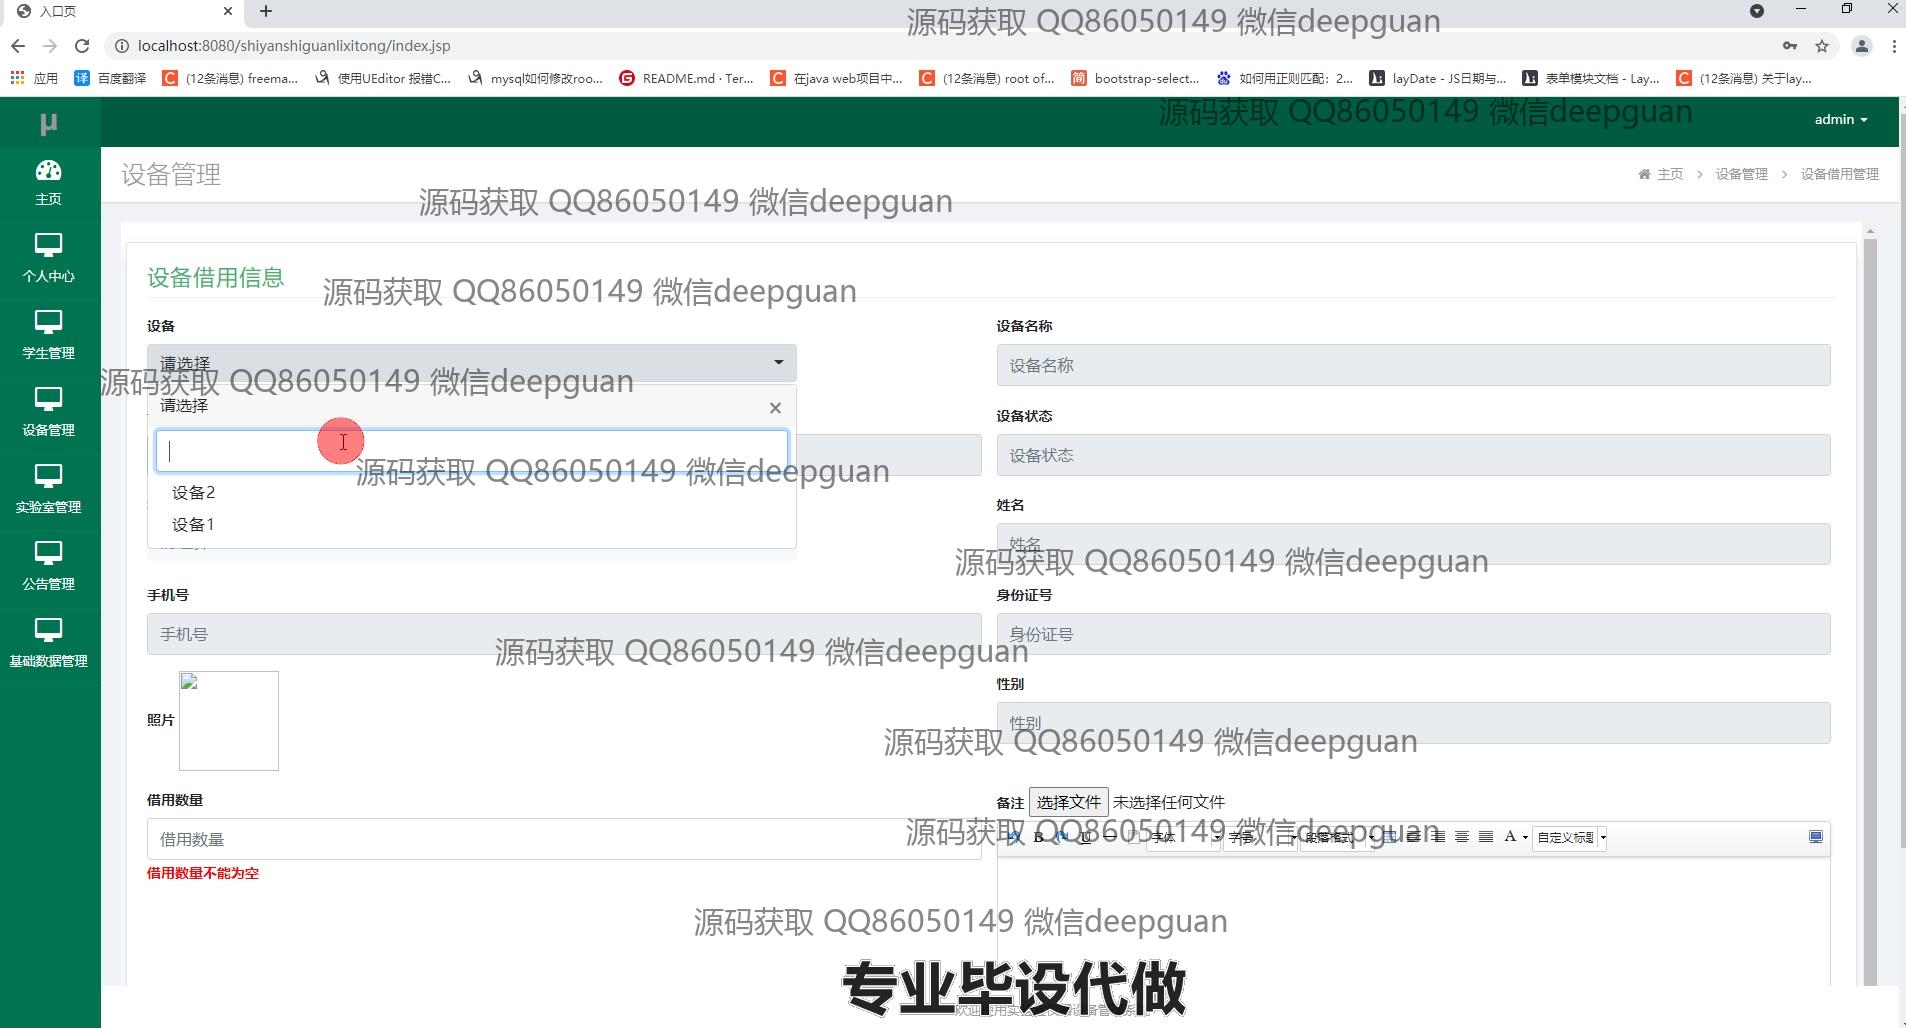 入口页
源码获取 QQ86050149 微信deepguan
localhost:8080/shiyanshiguanlixitong/index.jsp
应用 百度翻译 (12条消息) freema... 使用UEditor 报错C... mysql如何修改roo... README.md · Ter... 在java web项目中... (12条消息) root of... bootstrap-select... 如何用正则匹配：2... layDate - JS日期与... 表单模块文档 - Lay... (12条消息) 关于lay...
μ
源码获取 QQ86050149 微信deepguan
admin
主页
个人中心
学生管理
设备管理
实验室管理
公告管理
基础数据管理
设备管理
主页 > 设备管理 > 设备借用管理
源码获取 QQ86050149 微信deepguan
设备借用信息
源码获取 QQ86050149 微信deepguan
设备
设备名称
请选择
设备名称
源码获取 QQ86050149 微信deepguan
请选择 ×
设备状态
设备状态
源码获取 QQ86050149 微信deepguan
设备2
设备1
姓名
姓名
源码获取 QQ86050149 微信deepguan
手机号
身份证号
手机号
身份证号
源码获取 QQ86050149 微信deepguan
照片
性别
性别
源码获取 QQ86050149 微信deepguan
借用数量
备注 选择文件 未选择任何文件
借用数量
源码获取 QQ86050149 微信deepguan
B U 字体 字号 段落格式 A 自定义标题
借用数量不能为空
源码获取 QQ86050149 微信deepguan
专业毕设代做